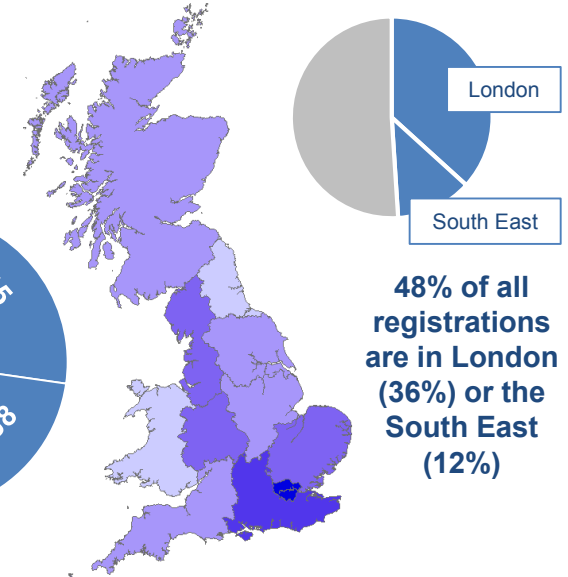 London
South East
48% of all
registrations
are in London
(36%) or the
South East
(12%)